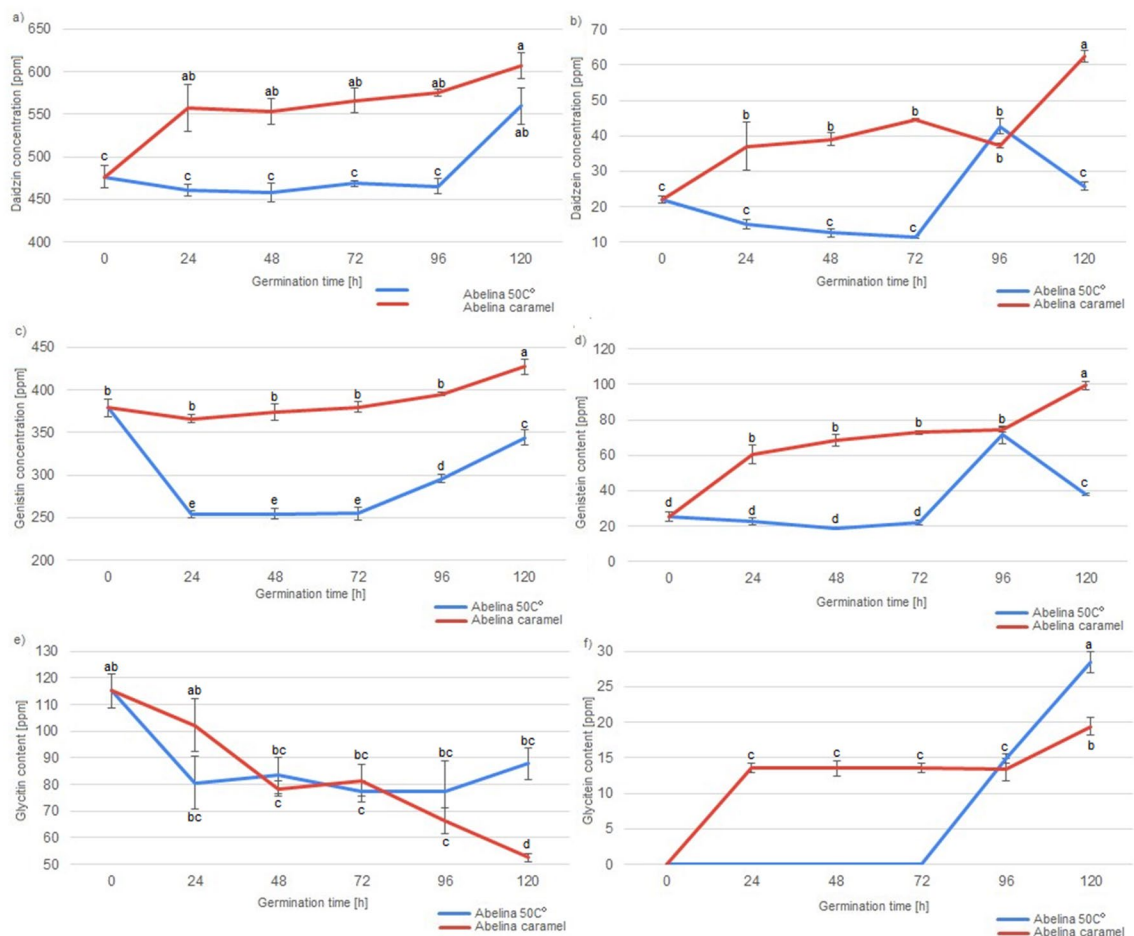 a)
650
600
550
500
450
400
Daidzin concentration [ppm]
c ab ab ab ab a
c c c c ab
0 24 48 72 96 120
Germination time [h]
Abelina 50C°
Abelina caramel
b)
70
60
50
40
30
20
10
Daidzein concentration [ppm]
c b b b b a
c c c b c
0 24 48 72 96 120
Germination time [h]
Abelina 50C°
Abelina caramel
c)
450
400
350
300
250
200
Genistin concentration [ppm]
b b b b b a
e e e d c
0 24 48 72 96 120
Germination time [h]
Abelina 50C°
Abelina caramel
d)
120
100
80
60
40
20
0
Genistein content [ppm]
d b b b b a
d d d c
0 24 48 72 96 120
Germination time [h]
Abelina 50C°
Abelina caramel
e)
130
120
110
100
90
80
70
60
50
Glycitin content [ppm]
ab ab bc bc bc bc
bc c c c d
0 24 48 72 96 120
Germination time [h]
Abelina 50C°
Abelina caramel
f)
30
25
20
15
10
5
0
Glycitein content [ppm]
c c c c a
b
0 24 48 72 96 120
Germination time [h]
Abelina 50C°
Abelina caramel